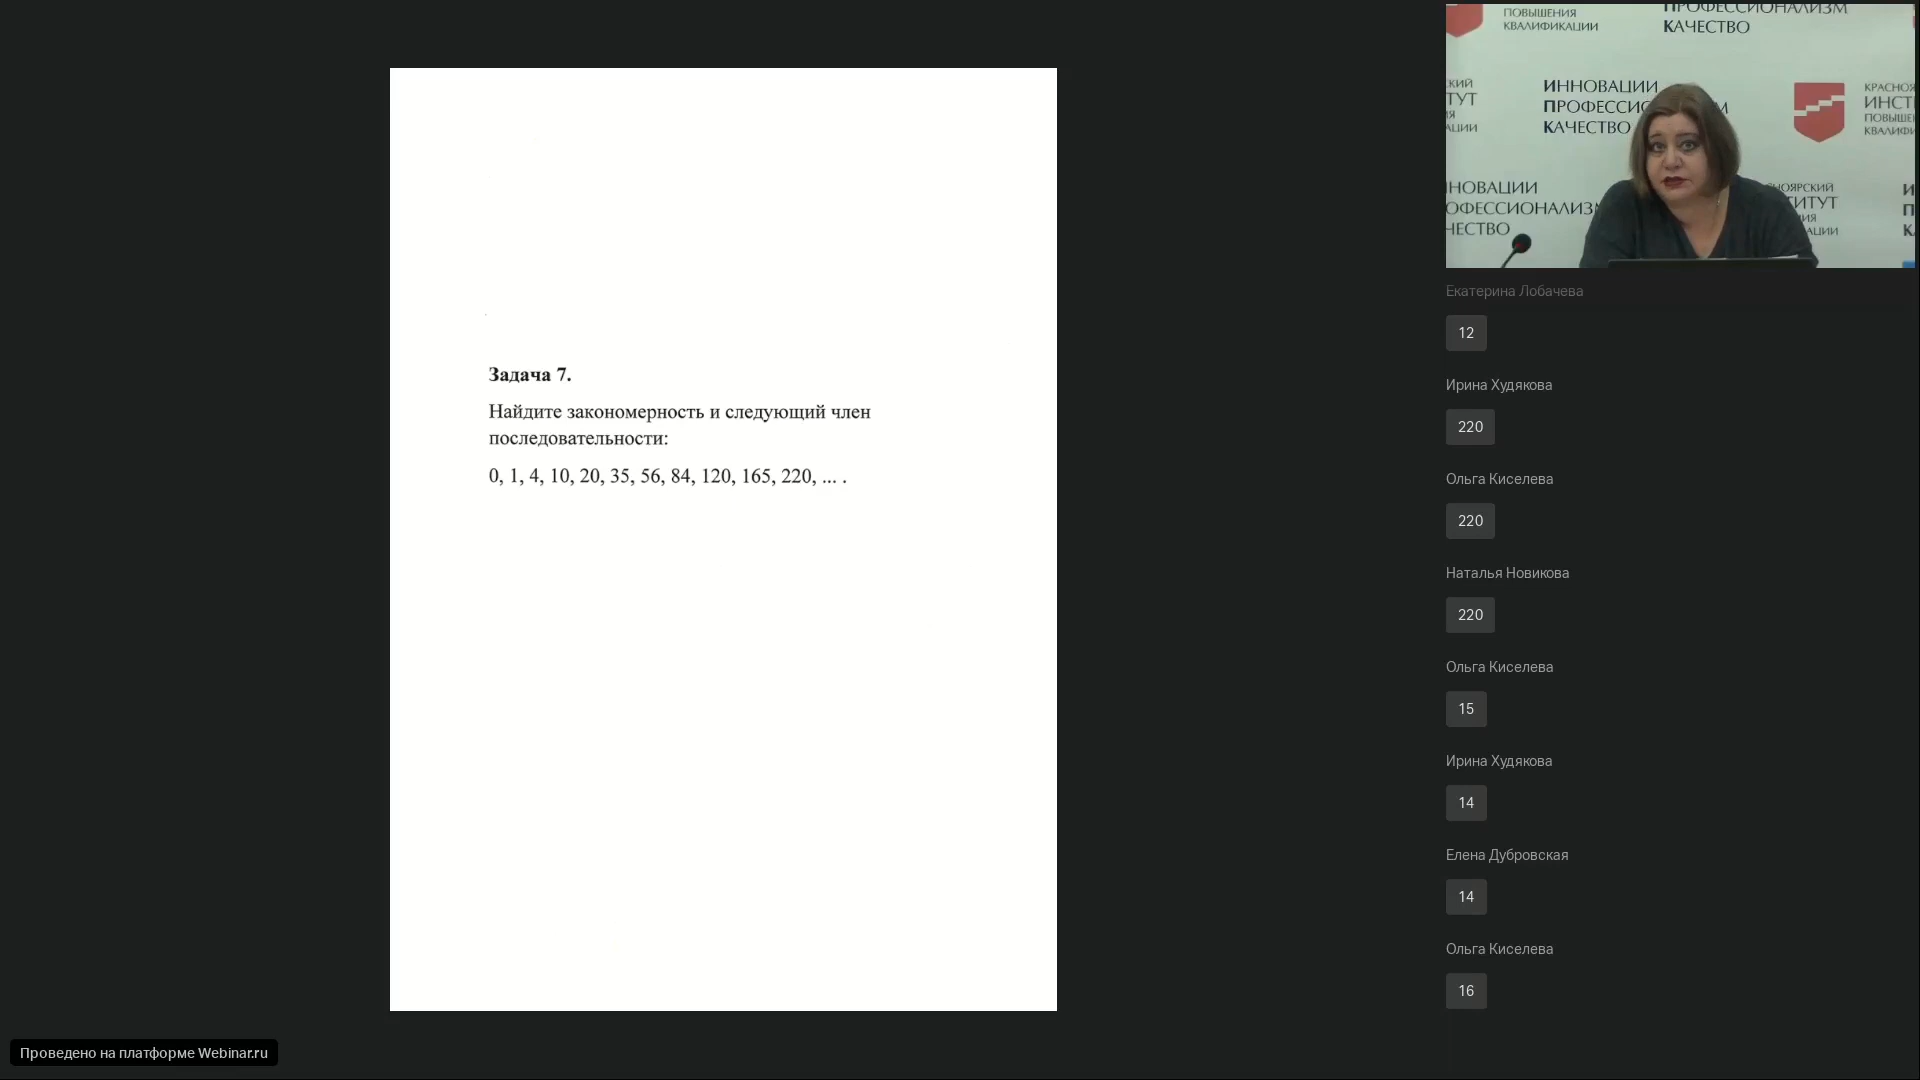 ПОВЫШЕНИЯ
КВАЛИФИКАЦИИ
ПРОФЕССИОНАЛИЗМ
КАЧЕСТВО
ИННОВАЦИИ
КАЧЕСТВО
Задача 7.
Найдите закономерность и следующий член
последовательности:
0, 1, 4, 10, 20, 35, 56, 84, 120, 165, 220, ... .
Екатерина Лобачева
12
Ирина Худякова
220
Ольга Киселева
220
Наталья Новикова
220
Ольга Киселева
15
Ирина Худякова
14
Елена Дубровская
14
Ольга Киселева
16
Проведено на платформе Webinar.ru